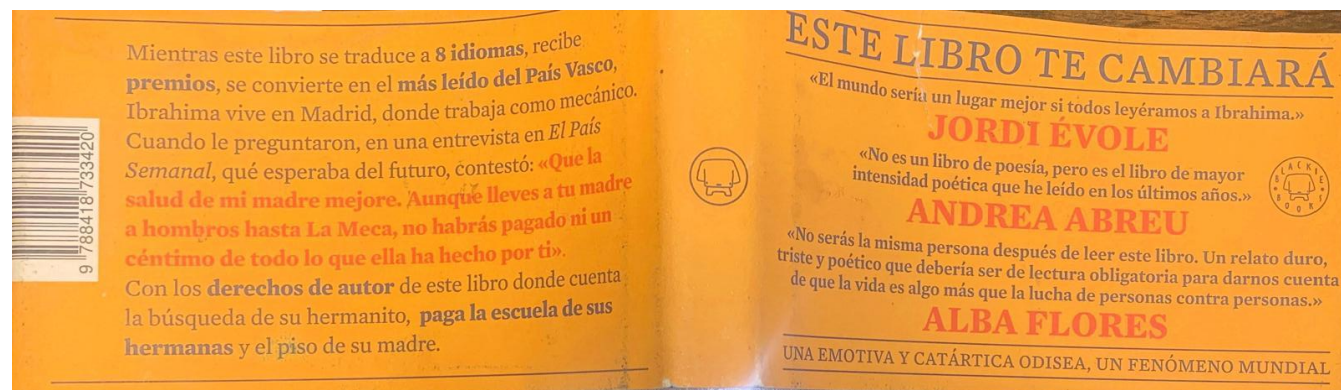 Mientras este libro se traduce a 8 idiomas, recibe
premios, se convierte en el más leído del País Vasco,
Ibrahima vive en Madrid, donde trabaja como mecánico.
Cuando le preguntaron, en una entrevista en El País
Semanal, qué esperaba del futuro, contestó: «Que la
salud de mi madre mejore. Aunque lleves a tu madre
a hombros hasta La Meca, no habrás pagado ni un
céntimo de todo lo que ella ha hecho por ti».
Con los derechos de autor de este libro donde cuenta
la búsqueda de su hermanito, paga la escuela de sus
hermanas y el piso de su madre.
9 788418 733420
ESTE LIBRO TE CAMBIARÁ
«El mundo sería un lugar mejor si todos leyéramos a Ibrahima.»
JORDI ÉVOLE
«No es un libro de poesía, pero es el libro de mayor
intensidad poética que he leído en los últimos años.»
ANDREA ABREU
«No serás la misma persona después de leer este libro. Un relato duro,
triste y poético que debería ser de lectura obligatoria para darnos cuenta
de que la vida es algo más que la lucha de personas contra personas.»
ALBA FLORES
UNA EMOTIVA Y CATÁRTICA ODISEA, UN FENÓMENO MUNDIAL
BLACKIE BOOKS